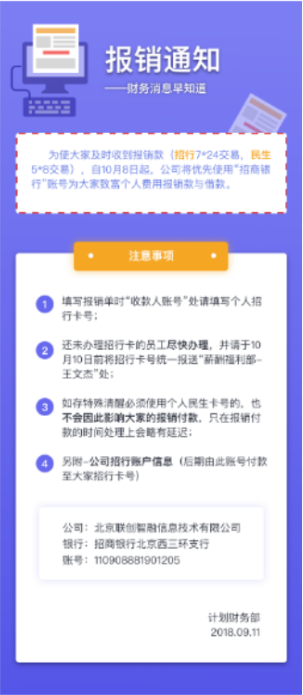 报销通知
——财务消息早知道
为使大家及时收到报销款（招行7*24交易，民生
5*8交易），自10月8日起，公司将优先使用“招商银
行”账号为大家致富个人费用报销款与借款。
注意事项
1 填写报销单时“收款人账号”处请填写个人招
行卡号；
2 还未办理招行卡的员工尽快办理，并请于10
月10日前将招行卡号统一报送“薪酬福利部–
王文杰”处；
3 如存特殊清醒必须使用个人民生卡号的，也
不会因此影响大家的报销付款，只在报销付
款的时间处理上会略有延迟；
4 另附–公司招行账户信息（后期由此账号付款
至大家招行卡号）
公司：北京联创智融信息技术有限公司
银行：招商银行北京西三环支行
账号：110908881901205
计划财务部
2018.09.11